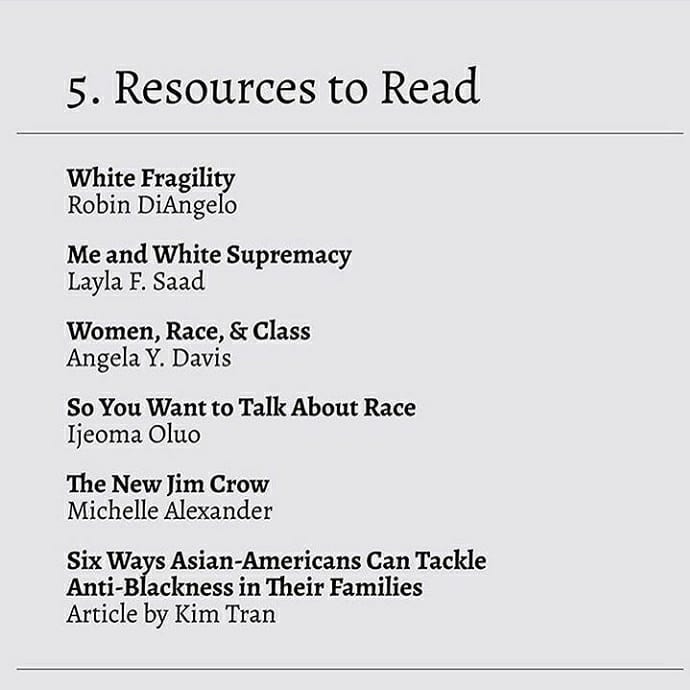 5. Resources to Read
White Fragility
Robin DiAngelo
Me and White Supremacy
Layla F. Saad
Women, Race, & Class
Angela Y. Davis
So You Want to Talk About Race
Ijeoma Oluo
The New Jim Crow
Michelle Alexander
Six Ways Asian-Americans Can Tackle
Anti-Blackness in Their Families
Article by Kim Tran